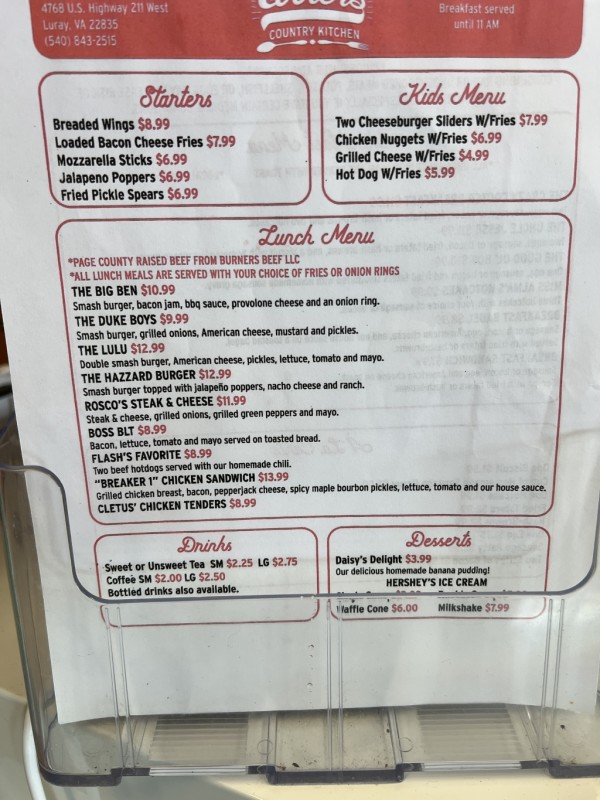 4768 U.S. Highway 211 West
Luray, VA 22835
(540) 843-2515
COUNTRY KITCHEN
Breakfast served
until 11 AM
Starters
Breaded Wings $8.99
Loaded Bacon Cheese Fries $7.99
Mozzarella Sticks $6.99
Jalapeno Poppers $6.99
Fried Pickle Spears $6.99
Kids Menu
Two Cheeseburger Sliders W/Fries $7.99
Chicken Nuggets W/Fries $6.99
Grilled Cheese W/Fries $4.99
Hot Dog W/Fries $5.99
Lunch Menu
*PAGE COUNTY RAISED BEEF FROM BURNERS BEEF LLC
*ALL LUNCH MEALS ARE SERVED WITH YOUR CHOICE OF FRIES OR ONION RINGS
THE BIG BEN $10.99
Smash burger, bacon jam, bbq sauce, provolone cheese and an onion ring.
THE DUKE BOYS $9.99
Smash burger, grilled onions, American cheese, mustard and pickles.
THE LULU $12.99
Double smash burger, American cheese, pickles, lettuce, tomato and mayo.
THE HAZZARD BURGER $12.99
Smash burger topped with jalapeño poppers, nacho cheese and ranch.
ROSCO'S STEAK & CHEESE $11.99
Steak & cheese, grilled onions, grilled green peppers and mayo.
BOSS BLT $8.99
Bacon, lettuce, tomato and mayo served on toasted bread.
FLASH'S FAVORITE $8.99
Two beef hotdogs served with our homemade chili.
"BREAKER 1" CHICKEN SANDWICH $13.99
Grilled chicken breast, bacon, pepperjack cheese, spicy maple bourbon pickles, lettuce, tomato and our house sauce.
CLETUS' CHICKEN TENDERS $8.99
Drinks
Sweet or Unsweet Tea SM $2.25 LG $2.75
Coffee SM $2.00 LG $2.50
Bottled drinks also available.
Desserts
Daisy's Delight $3.99
Our delicious homemade banana pudding!
HERSHEY'S ICE CREAM
Waffle Cone $6.00 Milkshake $7.99